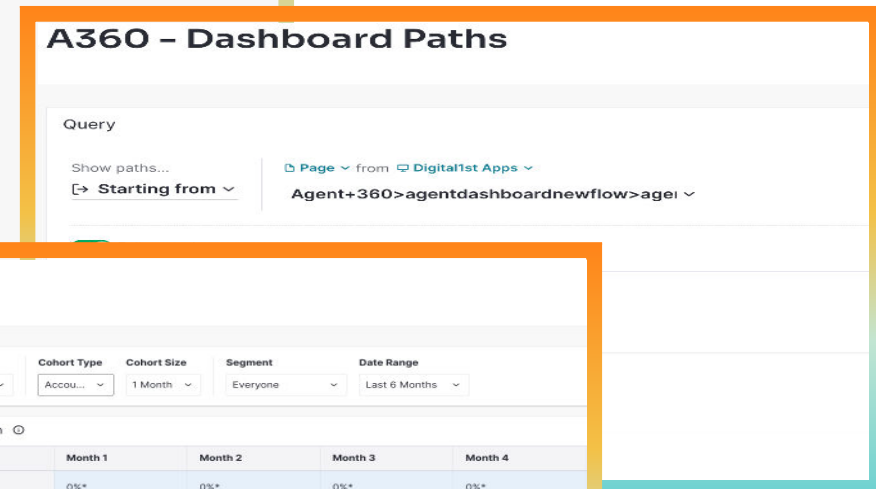 A360 – Dashboard Paths
Query
Show paths...
Page from Digital1st Apps
Starting from
Agent+360>agentdashboardnewflow>age
Cohort Type Cohort Size Segment Date Range
Accou... 1 Month Everyone Last 6 Months
Month 1 Month 2 Month 3 Month 4
0%* 0%* 0%* 0%*